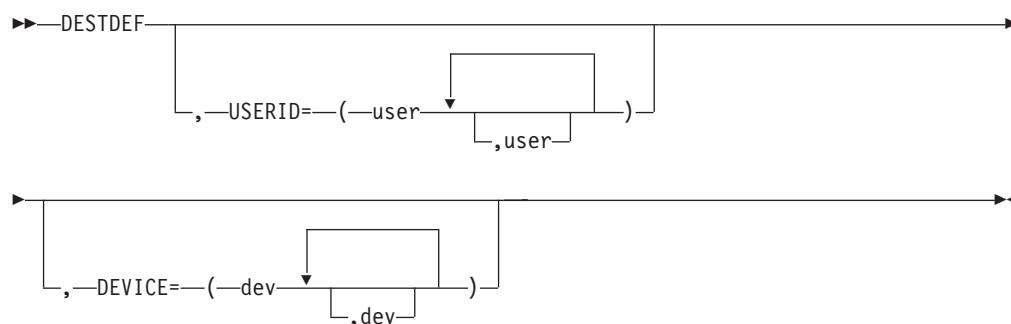 DESTDEF
, USERID= ( user )
,user
, DEVICE= ( dev )
,dev